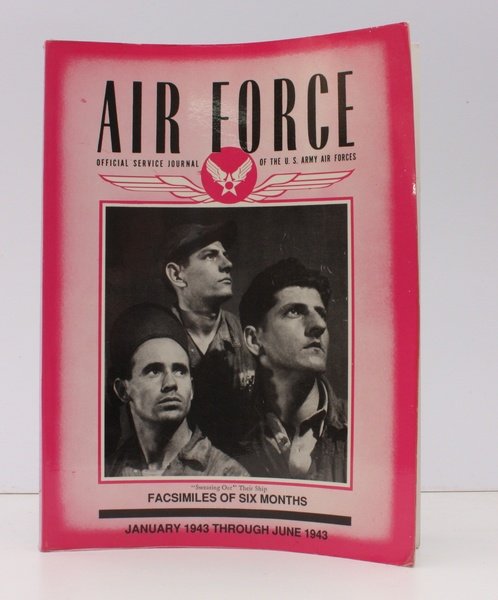 AIR FORCE
OFFICIAL SERVICE JOURNAL OF THE U. S. ARMY AIR FORCES
"Sweating Out" Their Ship
FACSIMILES OF SIX MONTHS
JANUARY 1943 THROUGH JUNE 1943